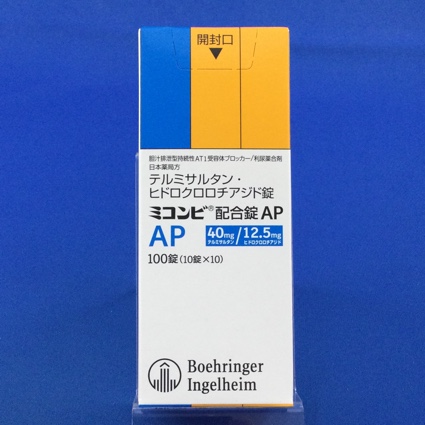 開封口
胆汁排泄型持続性AT1受容体ブロッカー/利尿薬合剤
日本薬局方
テルミサルタン・
ヒドロクロロチアジド錠
ミコンビ®配合錠AP
AP 40mg/12.5mg
テルミサルタン ヒドロクロロチアジド
100錠(10錠×10)
Boehringer
Ingelheim